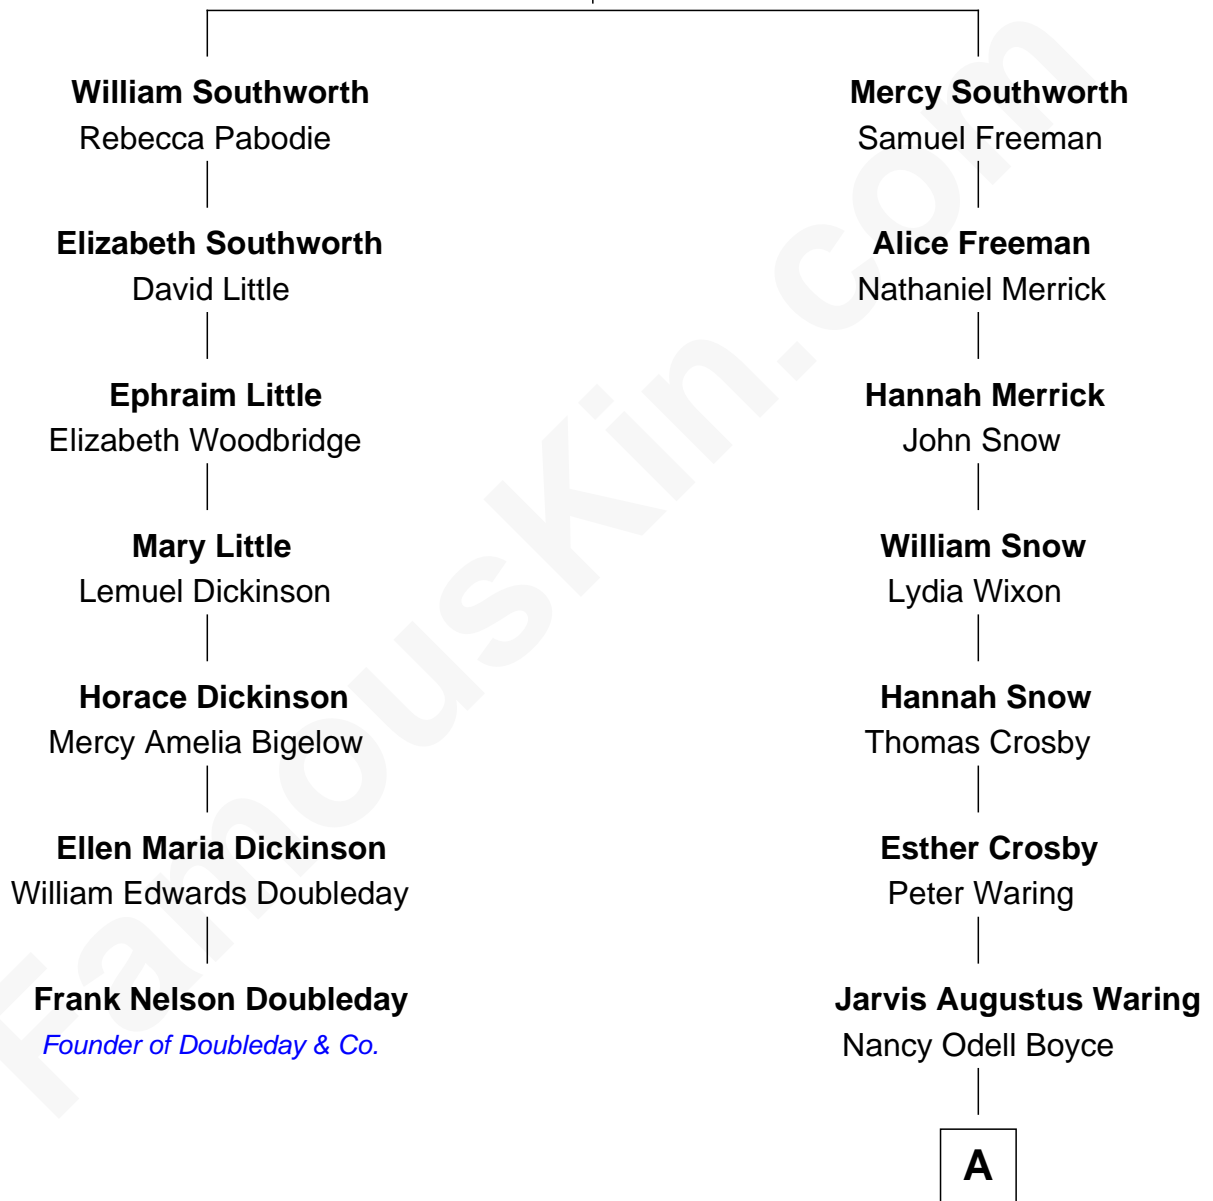 William Southworth
Rebecca Pabodie
Elizabeth Southworth
David Little
Ephraim Little
Elizabeth Woodbridge
Mary Little
Lemuel Dickinson
Horace Dickinson
Mercy Amelia Bigelow
Ellen Maria Dickinson
William Edwards Doubleday
Frank Nelson Doubleday
Founder of Doubleday & Co.
Mercy Southworth
Samuel Freeman
Alice Freeman
Nathaniel Merrick
Hannah Merrick
John Snow
William Snow
Lydia Wixon
Hannah Snow
Thomas Crosby
Esther Crosby
Peter Waring
Jarvis Augustus Waring
Nancy Odell Boyce
A
FamousKin.com